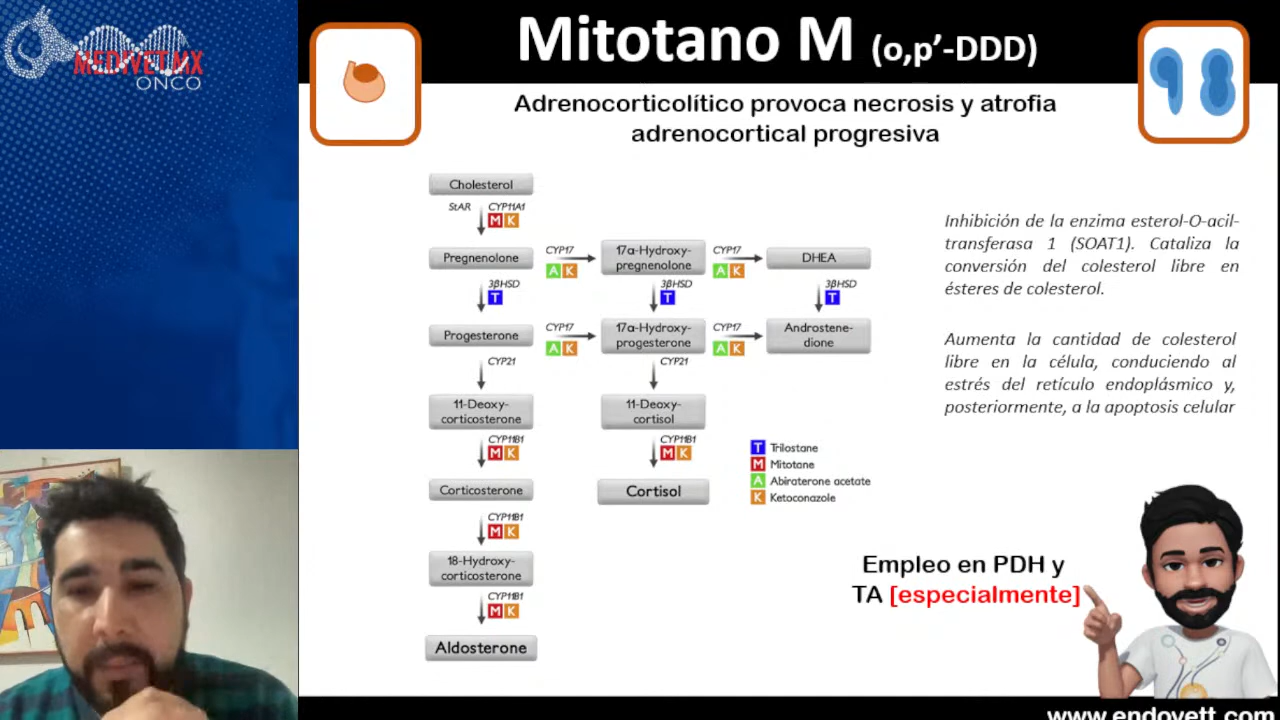 MEDIVET.MX
ONCO
Mitotano M (o,p’-DDD)
Adrenocorticolítico provoca necrosis y atrofia
adrenocortical progresiva
Cholesterol
StAR CYP11A1
M K
Pregnenolone
CYP17
A K
17α-Hydroxy-
pregnenolone
CYP17
A K
DHEA
3βHSD
T
3βHSD
T
3βHSD
T
Progesterone
CYP17
A K
17α-Hydroxy-
progesterone
CYP17
A K
Androstene-
dione
CYP21
CYP21
11-Deoxy-
corticosterone
11-Deoxy-
cortisol
CYP11B1
M K
CYP11B1
M K
Corticosterone
Cortisol
CYP11B1
M K
18-Hydroxy-
corticosterone
CYP11B1
M K
Aldosterone
T Trilostane
M Mitotane
A Abiraterone acetate
K Ketoconazole
Inhibición de la enzima esterol-O-acil-
transferasa 1 (SOAT1). Cataliza la
conversión del colesterol libre en
ésteres de colesterol.
Aumenta la cantidad de colesterol
libre en la célula, conduciendo al
estrés del retículo endoplásmico y,
posteriormente, a la apoptosis celular
Empleo en PDH y
TA [especialmente]
www.endovett.com